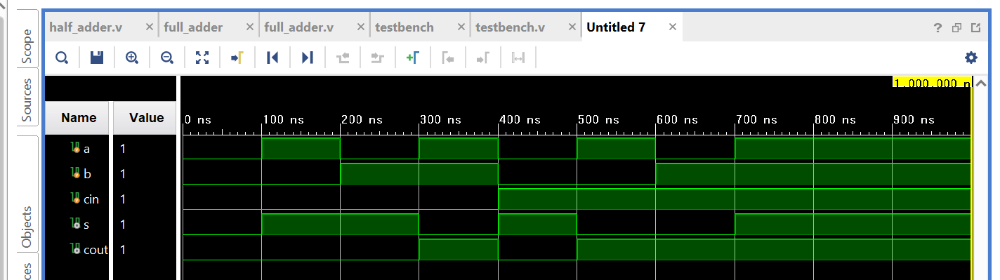 Scope
Sources
Objects
half_adder.v × full_adder × full_adder.v × testbench × testbench.v × Untitled 7 ×
?
1,000.000 n
Name Value
0 ns 100 ns 200 ns 300 ns 400 ns 500 ns 600 ns 700 ns 800 ns 900 ns
a 1
b 1
cin 1
s 1
cout 1